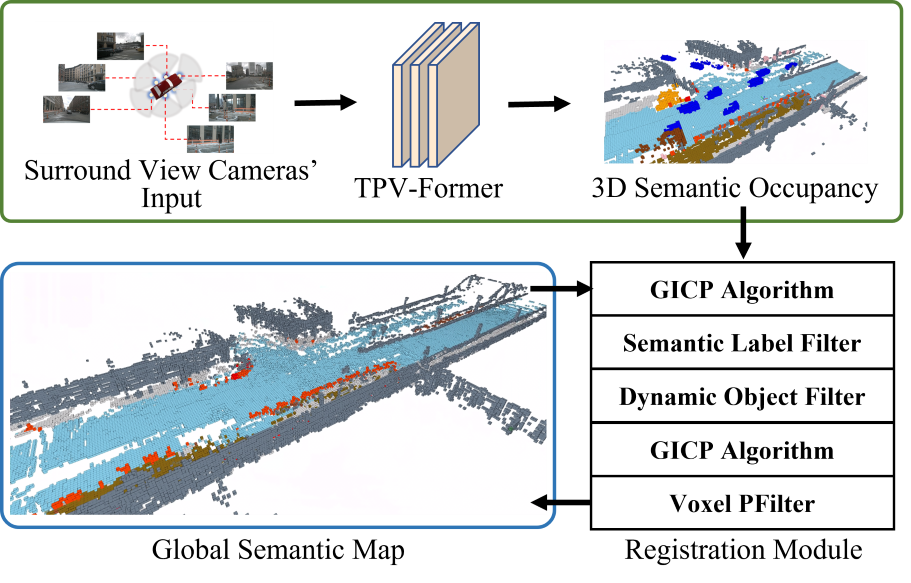 Surround View Cameras'
Input
TPV-Former
3D Semantic Occupancy
GICP Algorithm
Semantic Label Filter
Dynamic Object Filter
GICP Algorithm
Voxel PFilter
Global Semantic Map
Registration Module